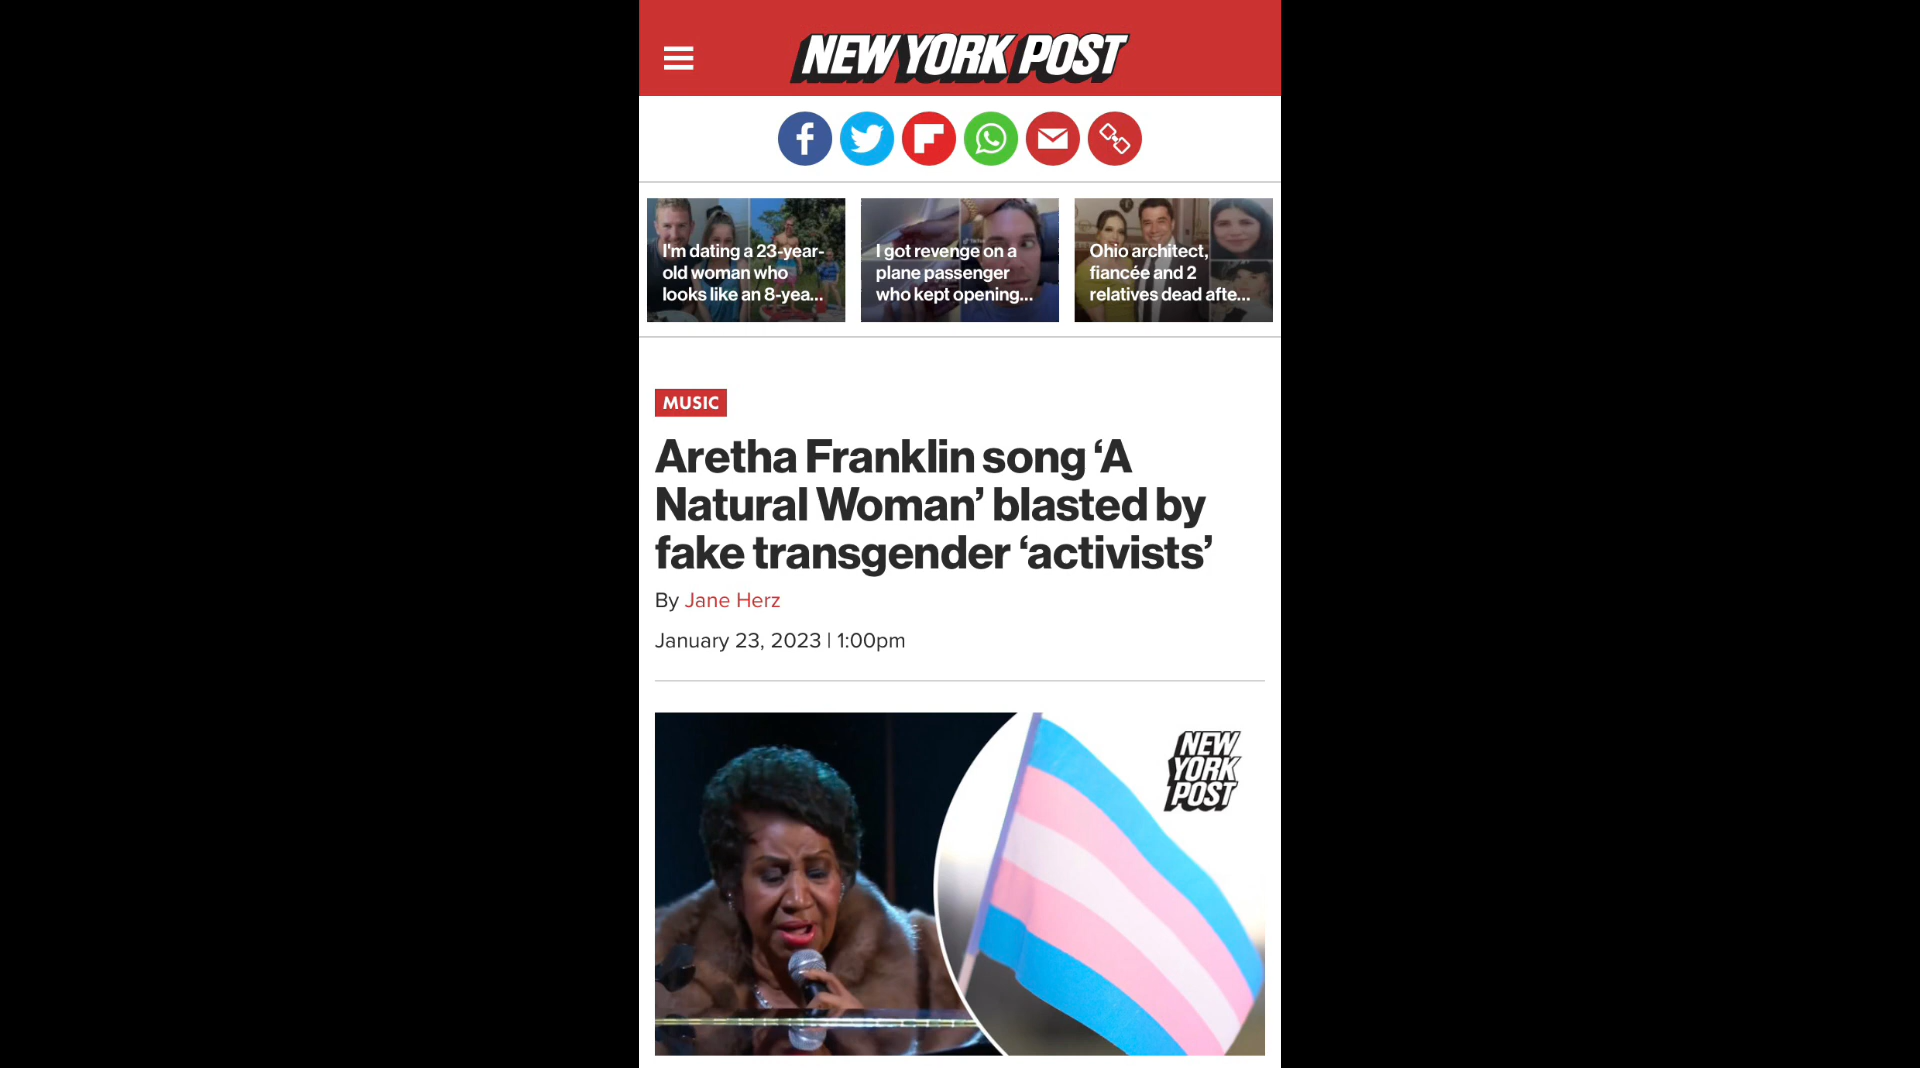 NEW YORK POST
I'm dating a 23-year-
old woman who
looks like an 8-yea...
I got revenge on a
plane passenger
who kept opening...
Ohio architect,
fiancée and 2
relatives dead afte...
MUSIC
Aretha Franklin song ‘A
Natural Woman’ blasted by
fake transgender ‘activists’
By Jane Herz
January 23, 2023 | 1:00pm
NEW
YORK
POST